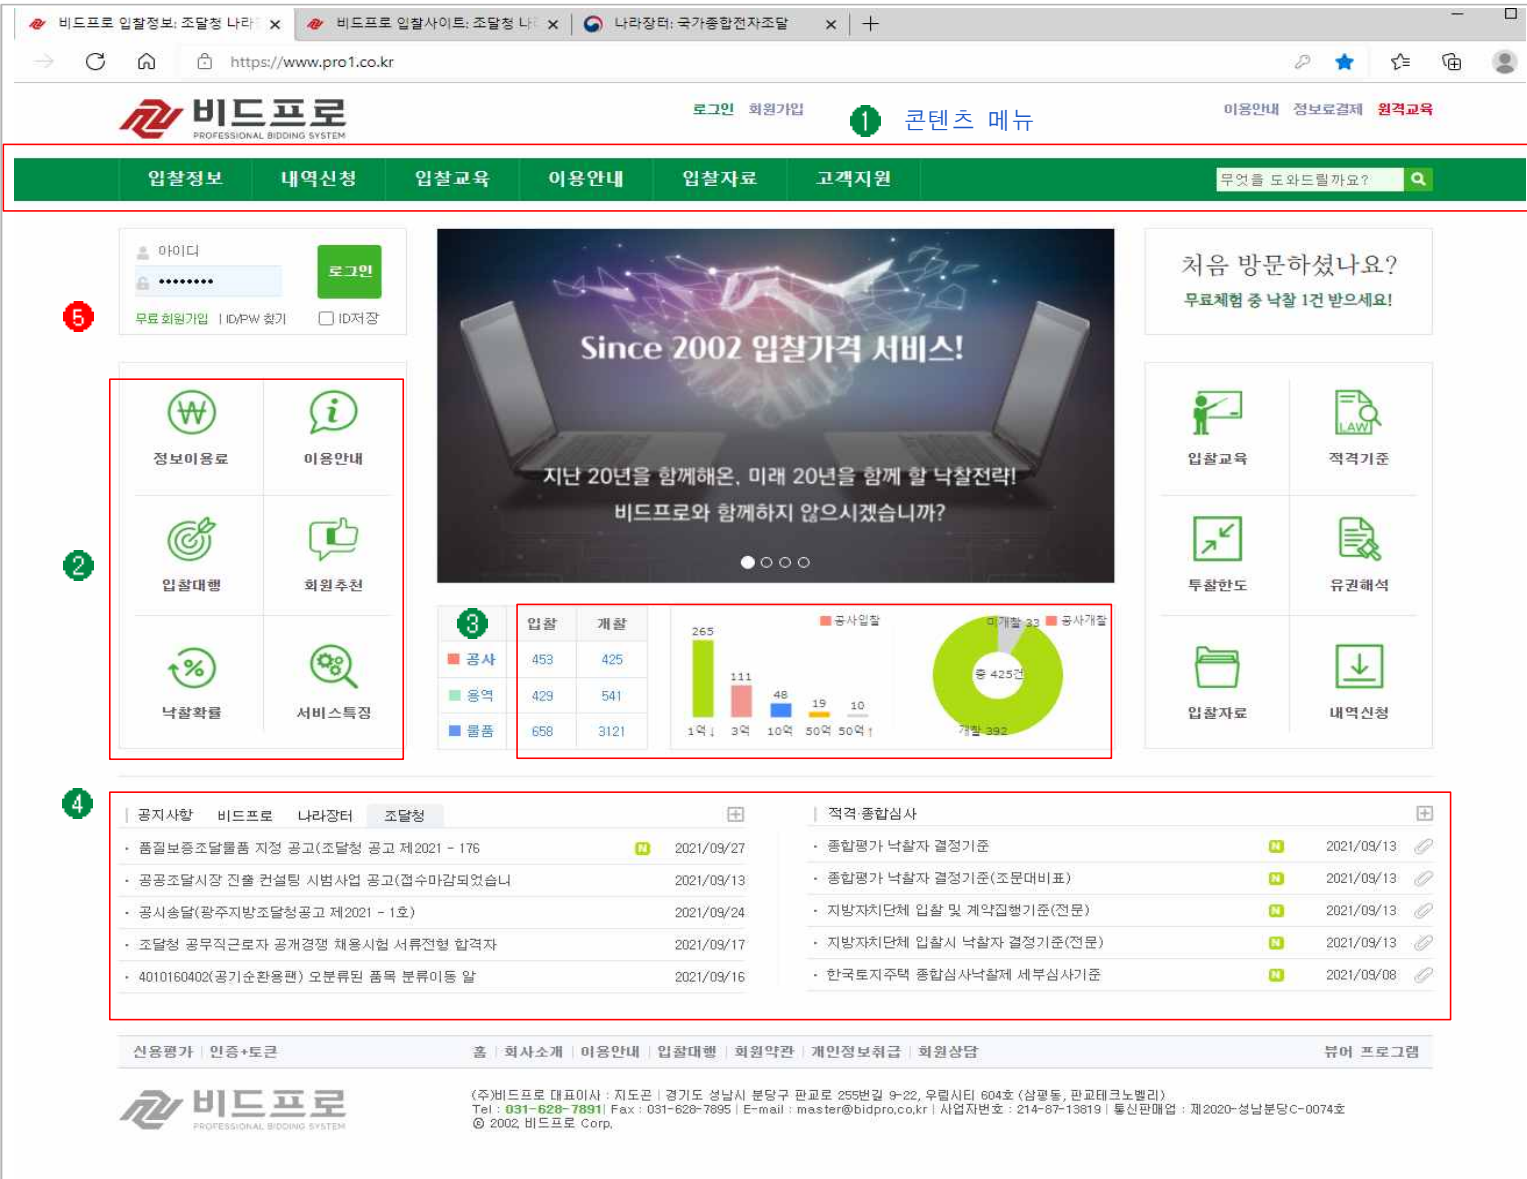 비드프로 입찰정보: 조달청 나라
비드프로 입찰사이트: 조달청 나
나라장터: 국가종합전자조달
https://www.pro1.co.kr
비드프로
PROFESSIONAL BIDDING SYSTEM
로그인 회원가입
1 콘텐츠 메뉴
이용안내 정보료결제 원격교육
입찰정보 내역신청 입찰교육 이용안내 입찰자료 고객지원
무엇을 도와드릴까요?
아이디
로그인
5
무료 회원가입 | ID/PW 찾기 ID저장
Since 2002 입찰가격 서비스!
지난 20년을 함께해온, 미래 20년을 함께 할 낙찰전략!
비드프로와 함께하지 않으시겠습니까?
처음 방문하셨나요?
무료체험 중 낙찰 1건 받으세요!
2
정보이용료 이용안내
입찰대행 회원추천
낙찰확률 서비스특징
입찰교육 적격기준
LAW
투찰한도 유권해석
입찰자료 내역신청
3 입찰 개찰
공사 453 425
용역 429 541
물품 658 3121
공사입찰
265 111 48 19 10
1억↓ 3억 10억 50억 50억↑
미개찰 33 공사개찰
총 425건
개찰 392
4
공지사항 비드프로 나라장터 조달청
품질보증조달물품 지정 공고(조달청 공고 제2021 - 176 N 2021/09/27
공공조달시장 진출 컨설팅 시범사업 공고(접수마감되었습니 2021/09/13
공시송달(광주지방조달청공고 제2021 - 1호) 2021/09/24
조달청 공무직근로자 공개경쟁 채용시험 서류전형 합격자 2021/09/17
4010160402(공기순환용팬) 오분류된 품목 분류이동 알 2021/09/16
적격·종합심사
종합평가 낙찰자 결정기준 N 2021/09/13
종합평가 낙찰자 결정기준(조문대비표) N 2021/09/13
지방자치단체 입찰 및 계약집행기준(전문) N 2021/09/13
지방자치단체 입찰시 낙찰자 결정기준(전문) N 2021/09/13
한국토지주택 종합심사낙찰제 세부심사기준 N 2021/09/08
신용평가 | 인증+토큰 홈 | 회사소개 | 이용안내 | 입찰대행 | 회원약관 | 개인정보취급 | 회원상담 뷰어 프로그램
비드프로
PROFESSIONAL BIDDING SYSTEM
(주)비드프로 대표이사 : 지도곤 | 경기도 성남시 분당구 판교로 255번길 9-22, 우림시티 604호 (삼평동, 판교테크노벨리)
Tel : 031-628-7891| Fax : 031-628-7895 | E-mail : master@bidpro.co.kr | 사업자번호 : 214-87-13819 | 통신판매업 : 제2020-성남분당C-0074호
© 2002 비드프로 Corp.